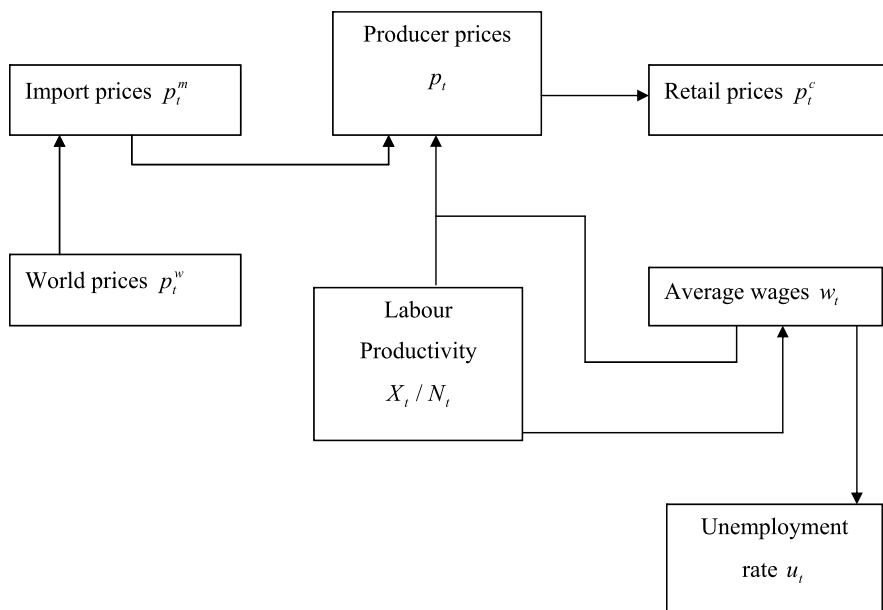 Producer prices
p_t
Import prices p_t^m
Retail prices p_t^c
World prices p_t^w
Average wages w_t
Labour
Productivity
X_t / N_t
Unemployment
rate u_t